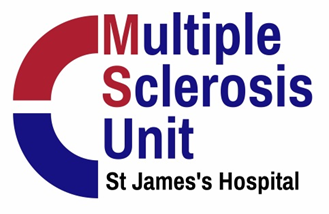 Multiple
Sclerosis
Unit
St James's Hospital